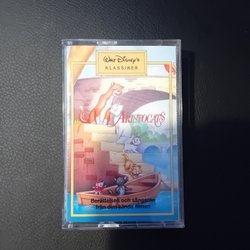 Walt Disney's
KLASSIKER
ARISTOCATS
Berättelsen och sångerna
från den kända filmen